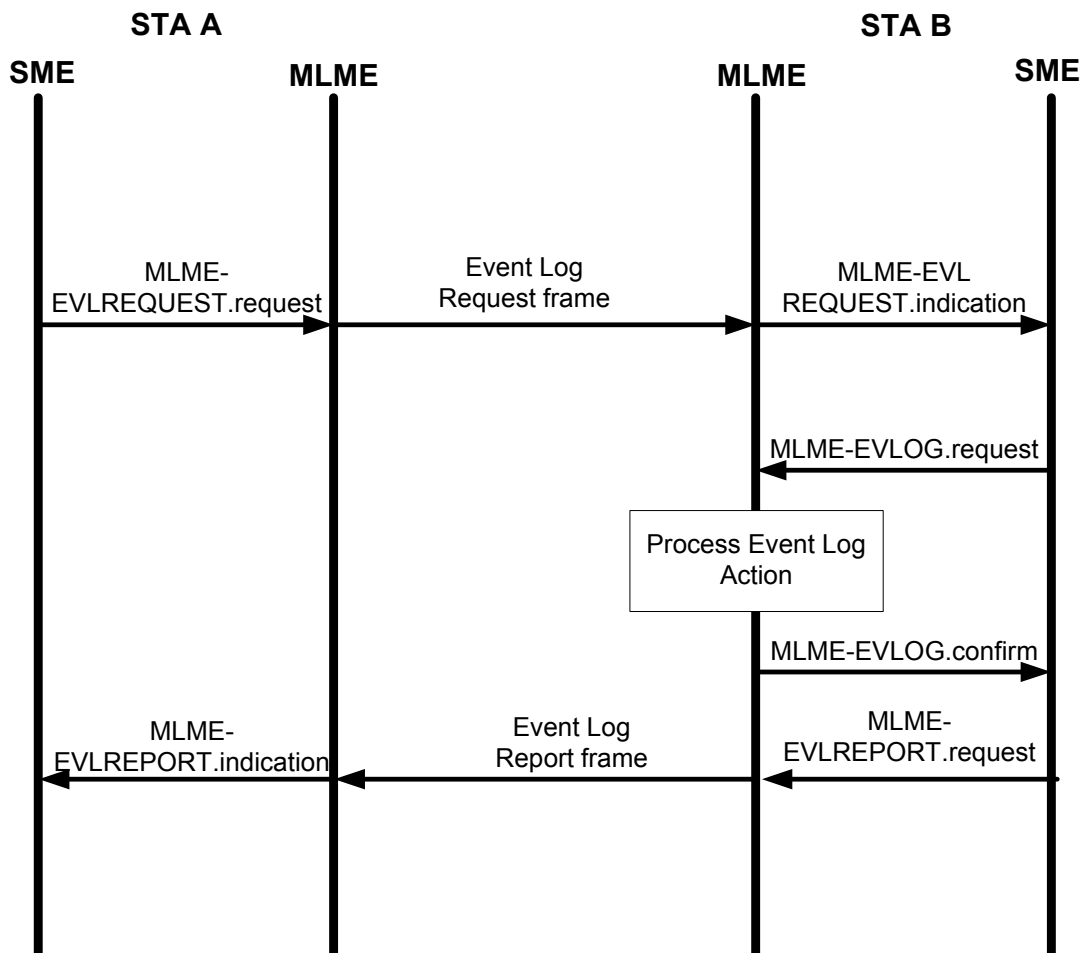 STA A
STA B
SME
MLME
MLME
SME
MLME-
EVLREQUEST.request
Event Log
Request frame
MLME-EVL
REQUEST.indication
MLME-EVLOG.request
Process Event Log
Action
MLME-EVLOG.confirm
MLME-
EVLREPORT.indication
Event Log
Report frame
MLME-
EVLREPORT.request